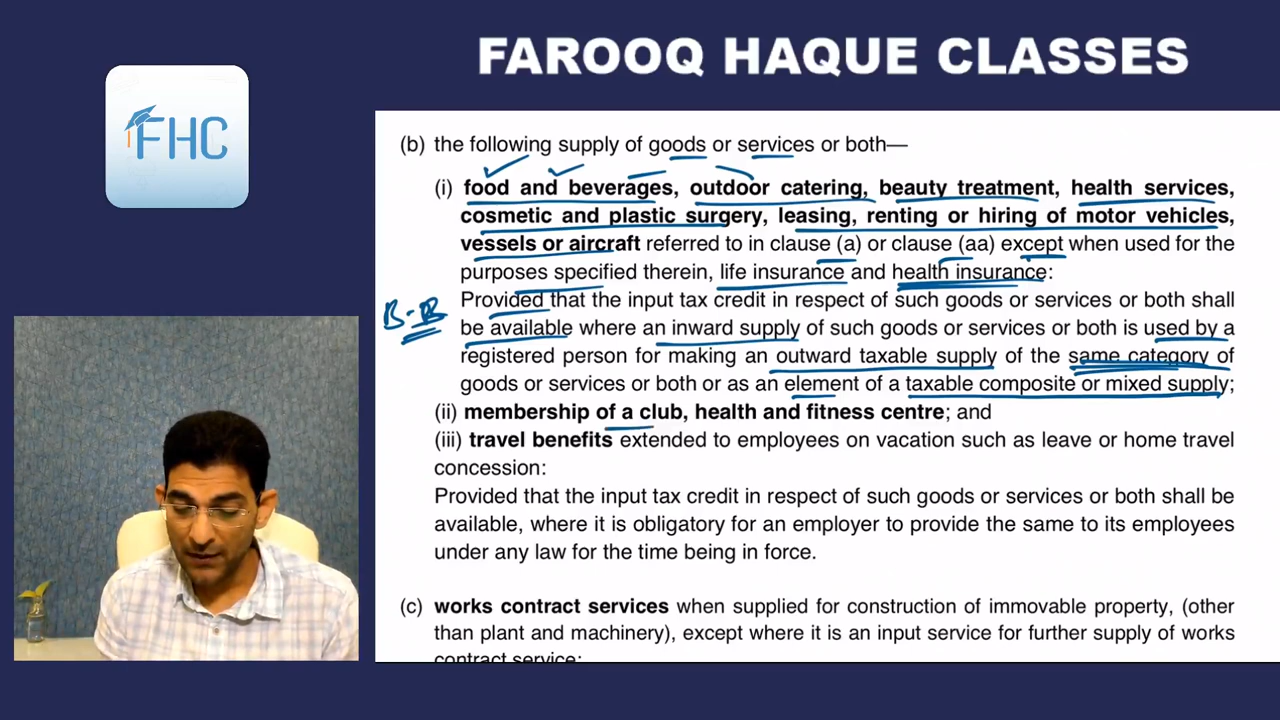 FAROOQ HAQUE CLASSES
FHC
(b) the following supply of goods or services or both—
(i) food and beverages, outdoor catering, beauty treatment, health services,
cosmetic and plastic surgery, leasing, renting or hiring of motor vehicles,
vessels or aircraft referred to in clause (a) or clause (aa) except when used for the
purposes specified therein, life insurance and health insurance:
Provided that the input tax credit in respect of such goods or services or both shall
B-B
be available where an inward supply of such goods or services or both is used by a
registered person for making an outward taxable supply of the same category of
goods or services or both or as an element of a taxable composite or mixed supply;
(ii) membership of a club, health and fitness centre; and
(iii) travel benefits extended to employees on vacation such as leave or home travel
concession:
Provided that the input tax credit in respect of such goods or services or both shall be
available, where it is obligatory for an employer to provide the same to its employees
under any law for the time being in force.
(c) works contract services when supplied for construction of immovable property, (other
than plant and machinery), except where it is an input service for further supply of works
contract service;